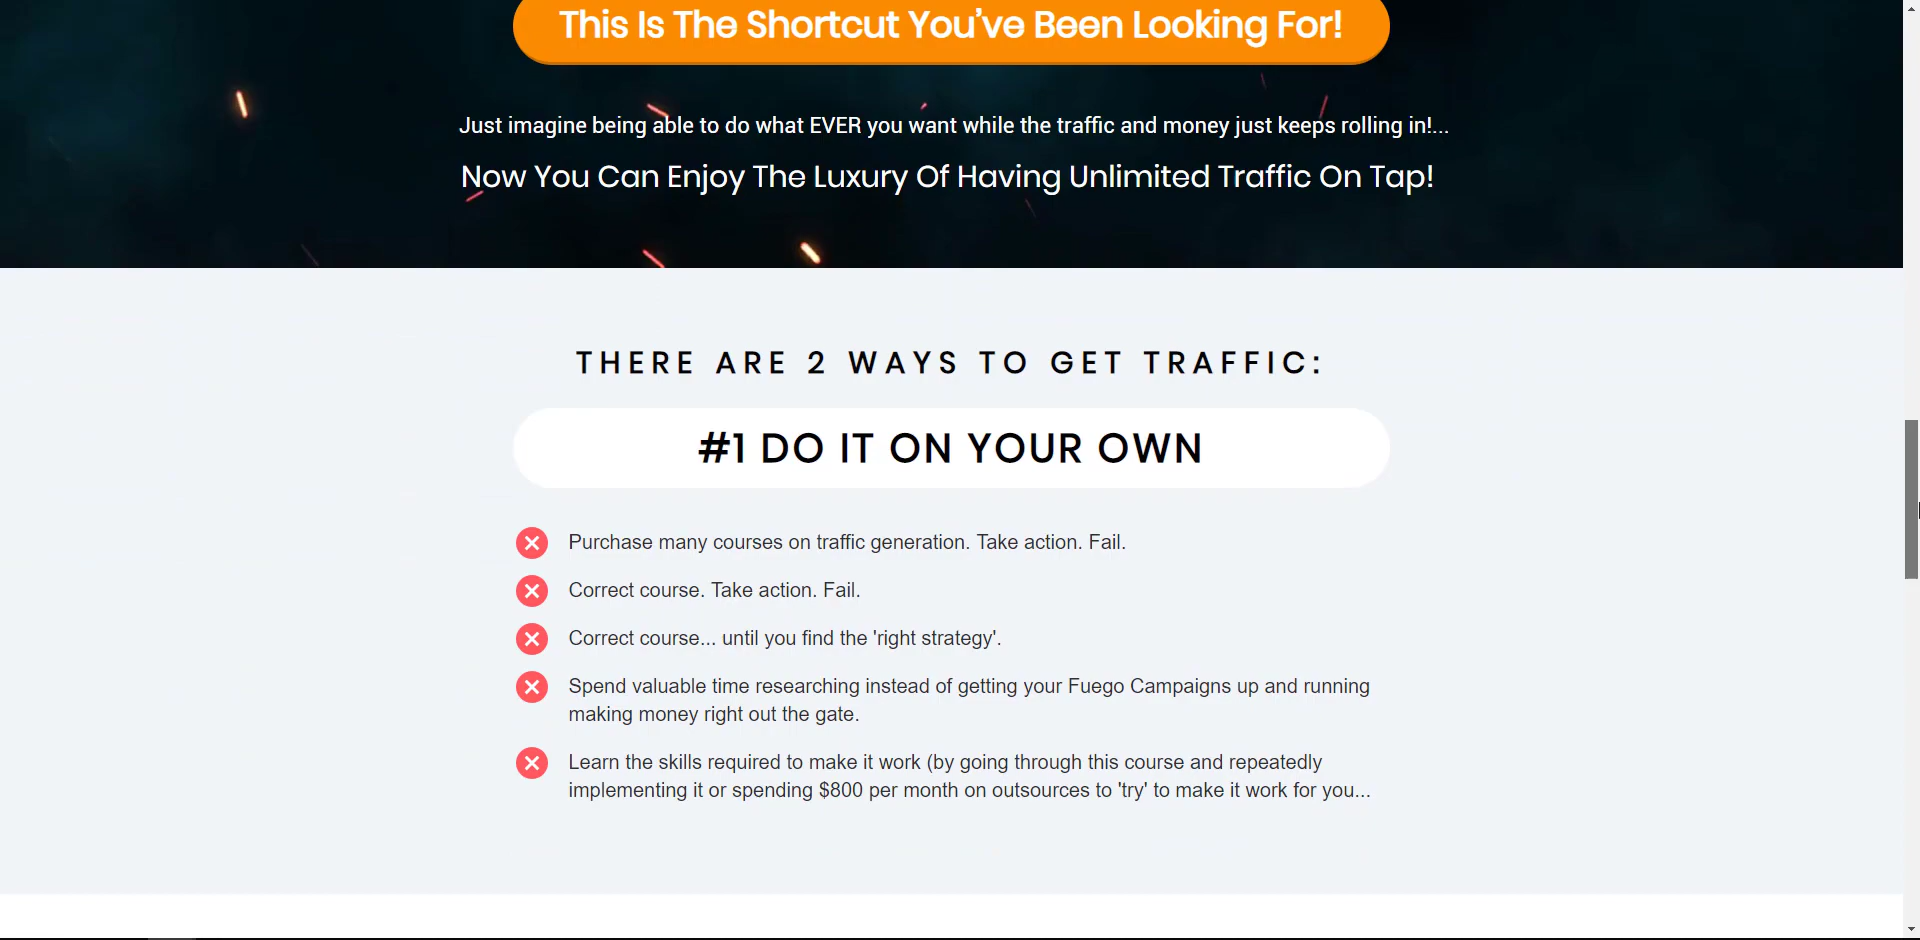 This Is The Shortcut You’ve Been Looking For!
Just imagine being able to do what EVER you want while the traffic and money just keeps rolling in!...
Now You Can Enjoy The Luxury Of Having Unlimited Traffic On Tap!
THERE ARE 2 WAYS TO GET TRAFFIC:
#1 DO IT ON YOUR OWN
Purchase many courses on traffic generation. Take action. Fail.
Correct course. Take action. Fail.
Correct course... until you find the 'right strategy'.
Spend valuable time researching instead of getting your Fuego Campaigns up and running
making money right out the gate.
Learn the skills required to make it work (by going through this course and repeatedly
implementing it or spending $800 per month on outsources to 'try' to make it work for you...